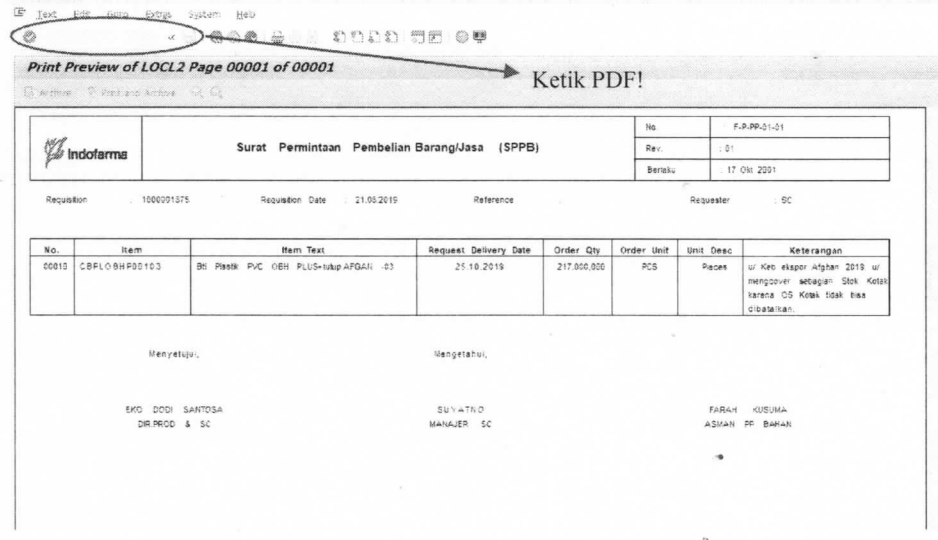 Text Edit Goto Extras System Help
Print Preview of LOCL2 Page 00001 of 00001
Ketik PDF!
Archive Print and Archive
Indofarma
Surat Permintaan Pembelian Barang/Jasa (SPPB)
No. F-P-PP-01-01
Rev. : 01
Berlaku : 17 Okt 2001
Requisition : 1000001375 Requisition Date : 21.08.2019 Reference : Requester : SC
No. Item Item Text Request Delivery Date Order Qty Order Unit Unit Desc Keterangan
00010 Btl Plastik PVC OBH PLUS+tutup AFGAN -03 25.10.2019 217,000,000 PCS Pieces u/ Keb ekspor Afghan 2019 u/
mengcover sebagian Stok Kotak
karena OS Kotak tidak bisa
dibatalkan.
Menyetujui, Mengetahui,
EKO DODI SANTOSA SUYATNO FARAH KUSUMA
DIR.PROD & SC MANAJER SC ASMAN PP BAHAN